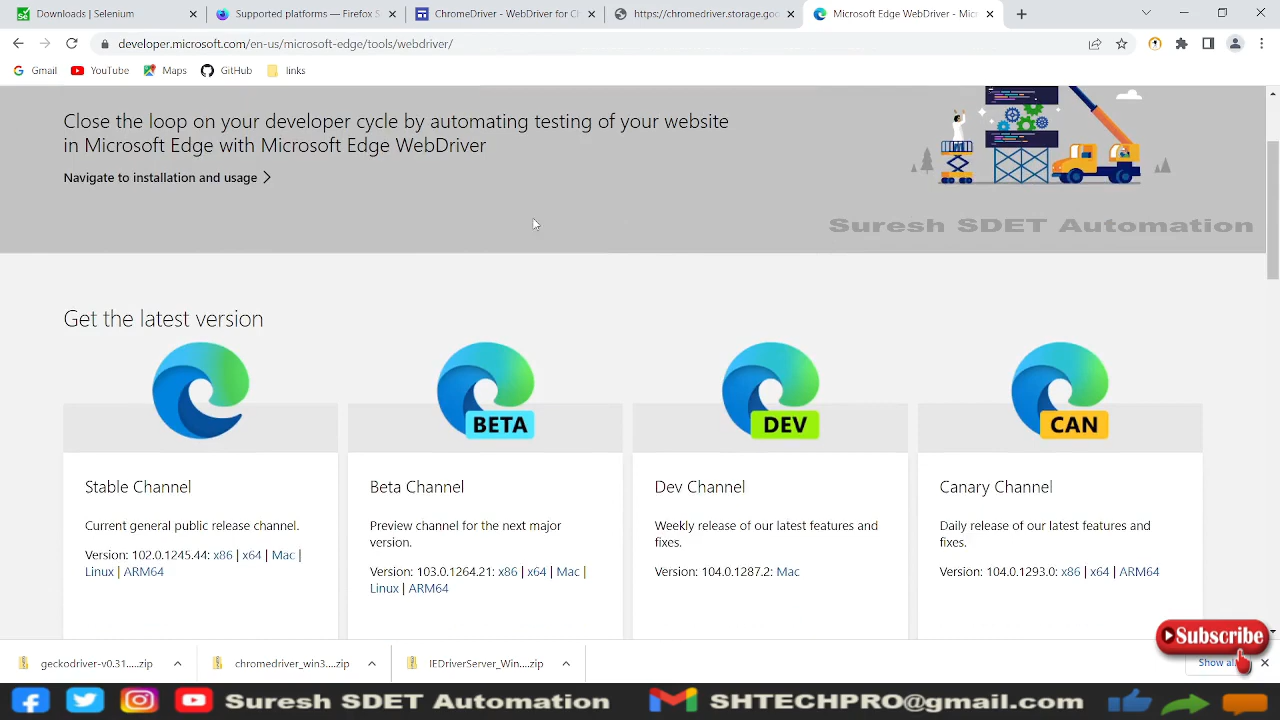 Downloads | Selenium
Supported platforms — Firefox S
ChromeDriver - WebDriver for Cl
https://chromedriver.storage.goo
Microsoft Edge WebDriver - Mic
developer.microsoft.com/en-us/microsoft-edge/tools/webdriver/
Gmail
YouTube
Maps
GitHub
links
Close the loop on your developer cycle by automating testing of your website
in Microsoft Edge with Microsoft Edge WebDriver
Navigate to installation and usage
Suresh SDET Automation
Get the latest version
BETA
DEV
CAN
Stable Channel
Current general public release channel.
Version: 102.0.1245.44: x86 | x64 | Mac |
Linux | ARM64
Beta Channel
Preview channel for the next major
version.
Version: 103.0.1264.21: x86 | x64 | Mac |
Linux | ARM64
Dev Channel
Weekly release of our latest features and
fixes.
Version: 104.0.1287.2: Mac
Canary Channel
Daily release of our latest features and
fixes.
Version: 104.0.1293.0: x86 | x64 | ARM64
Subscribe
geckodriver-v0.31....zip
chromedriver_win3....zip
IEDriverServer_Win....zip
Show all
Suresh SDET Automation
SHTECHPRO@gmail.com